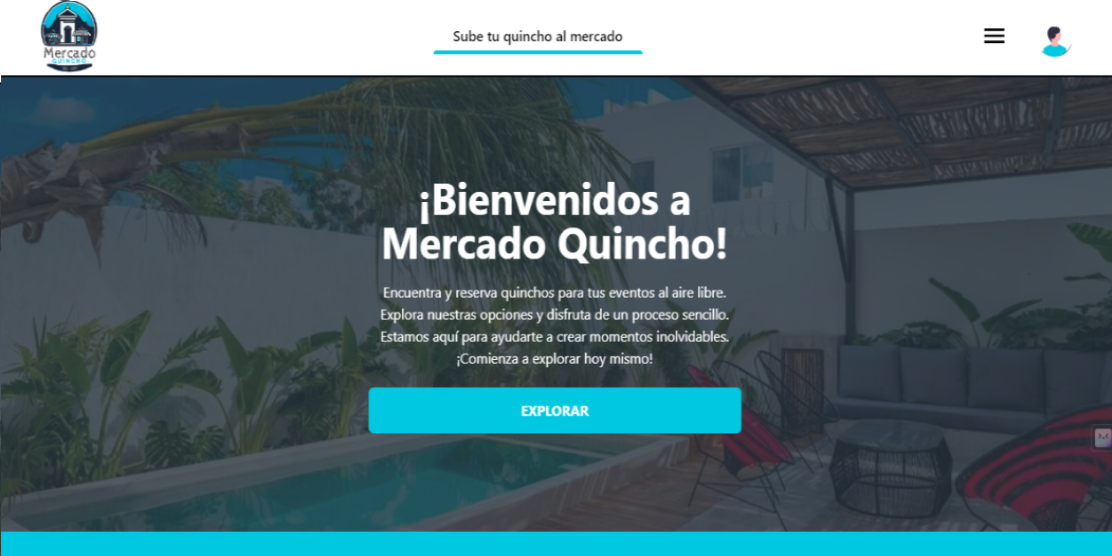 Mercado
QUINCHO
Sube tu quincho al mercado
¡Bienvenidos a
Mercado Quincho!
Encuentra y reserva quinchos para tus eventos al aire libre.
Explora nuestras opciones y disfruta de un proceso sencillo.
Estamos aquí para ayudarte a crear momentos inolvidables.
¡Comienza a explorar hoy mismo!
EXPLORAR